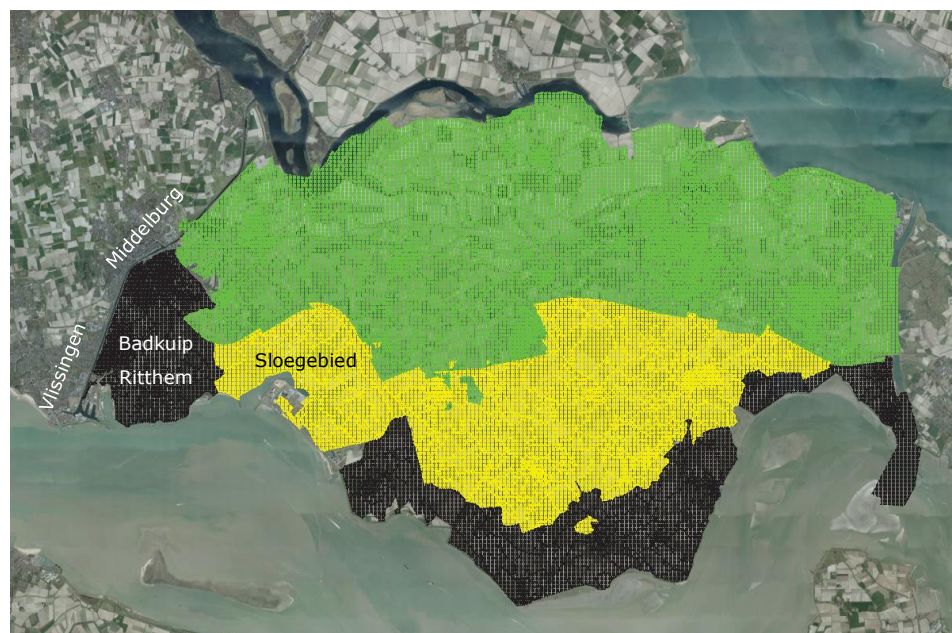 Middelburg
Vlissingen
Badkuip
Ritthem
Sloegebied